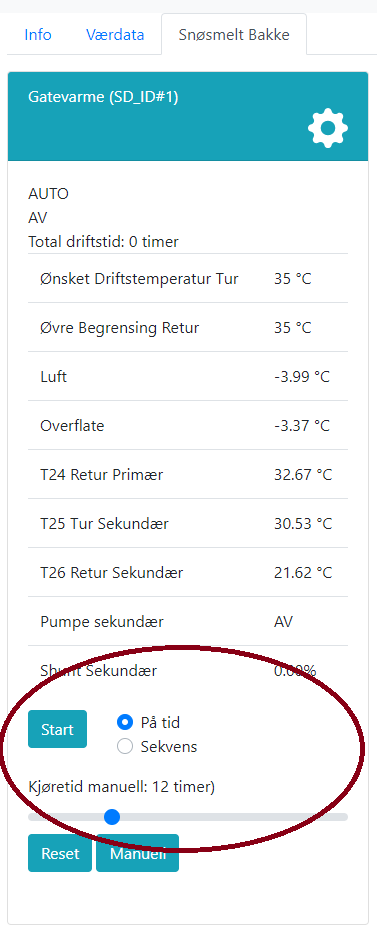 Info Værdata Snøsmelt Bakke
Gatevarme (SD_ID#1)
AUTO
AV
Total driftstid: 0 timer
Ønsket Driftstemperatur Tur 35 °C
Øvre Begrensing Retur 35 °C
Luft -3.99 °C
Overflate -3.37 °C
T24 Retur Primær 32.67 °C
T25 Tur Sekundær 30.53 °C
T26 Retur Sekundær 21.62 °C
Pumpe sekundær AV
Shunt Sekundær 0.00%
Start På tid
Sekvens
Kjøretid manuell: 12 timer)
Reset Manuell